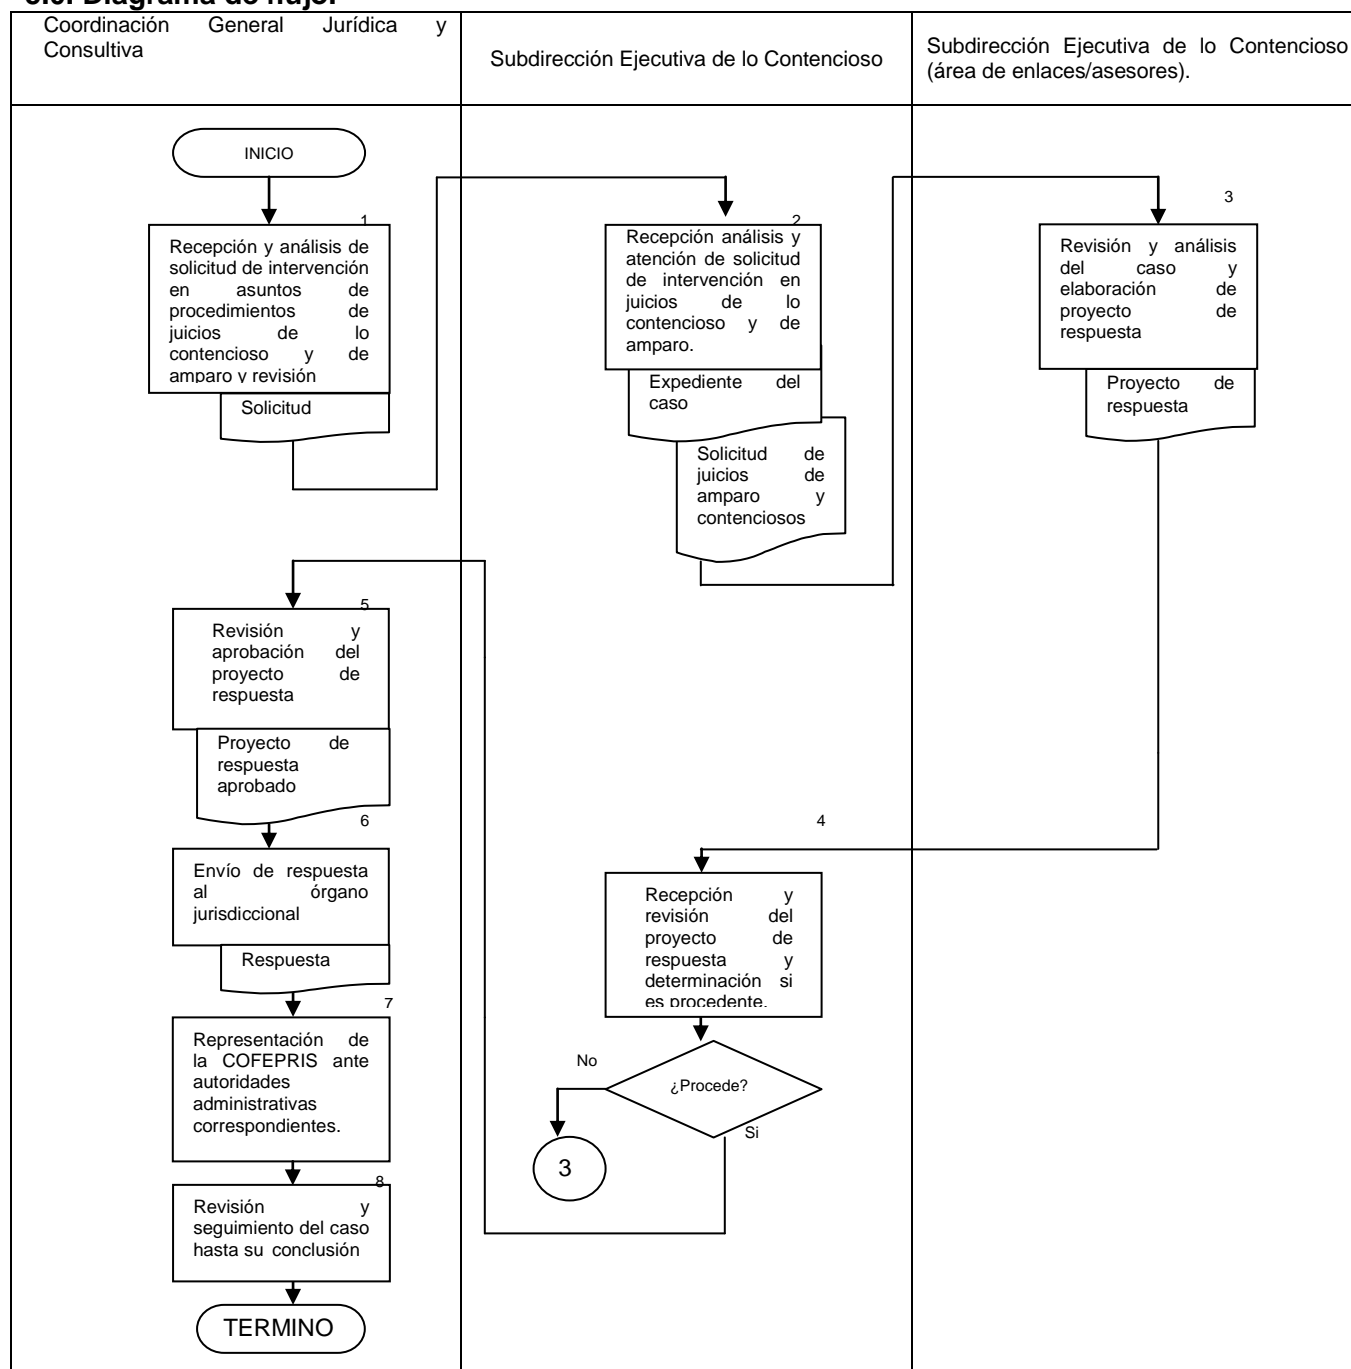 Diagrama de flujo.
Coordinación General Jurídica y
Consultiva
Subdirección Ejecutiva de lo Contencioso
Subdirección Ejecutiva de lo Contencioso
(área de enlaces/asesores).
INICIO
1
Recepción y análisis de
solicitud de intervención
en asuntos de
procedimientos de
juicios de lo
contencioso y de
amparo y revisión
Solicitud
2
Recepción análisis y
atención de solicitud
de intervención en
juicios de lo
contencioso y de
amparo.
Expediente del
caso
Solicitud de
juicios de
amparo y
contenciosos
3
Revisión y análisis
del caso y
elaboración de
proyecto de
respuesta
Proyecto de
respuesta
4
Recepción y
revisión del
proyecto de
respuesta y
determinación si
es procedente.
¿Procede?
No
3
Si
5
Revisión y
aprobación del
proyecto de
respuesta
Proyecto de
respuesta
aprobado
6
Envío de respuesta
al órgano
jurisdiccional
Respuesta
7
Representación de
la COFEPRIS ante
autoridades
administrativas
correspondientes.
8
Revisión y
seguimiento del caso
hasta su conclusión
TERMINO